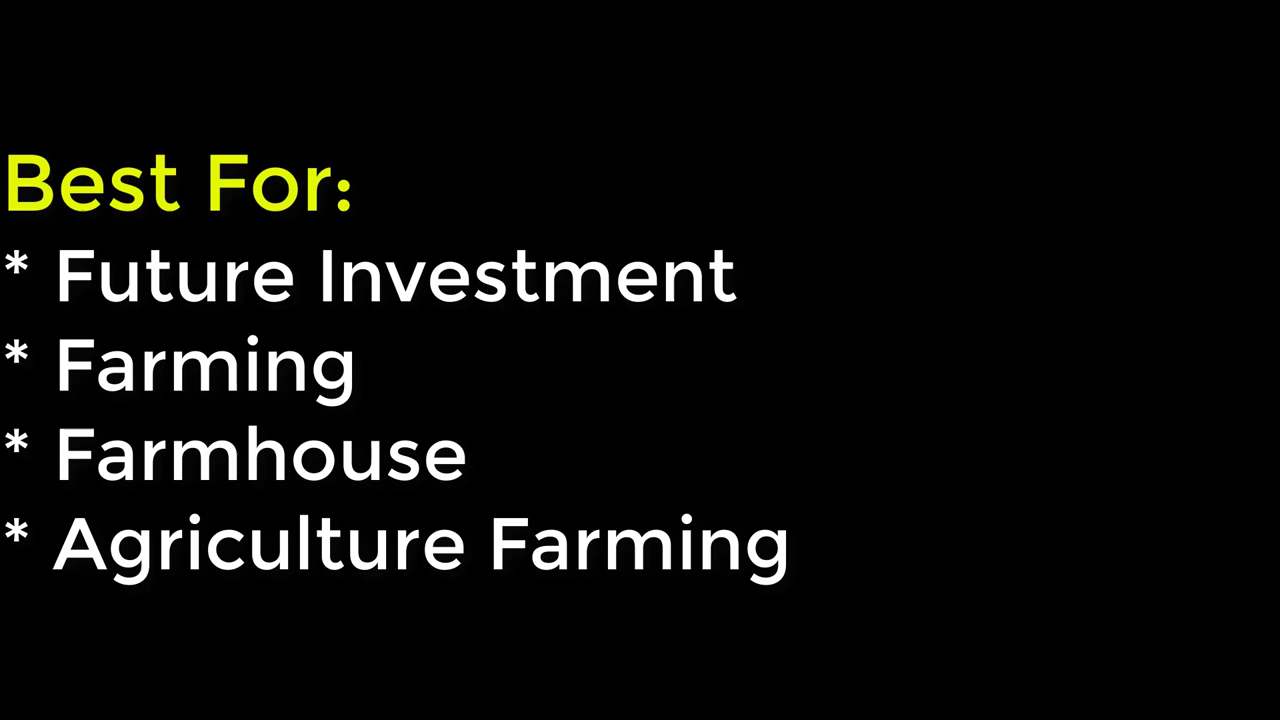 Best For:
* Future Investment
* Farming
* Farmhouse
* Agriculture Farming